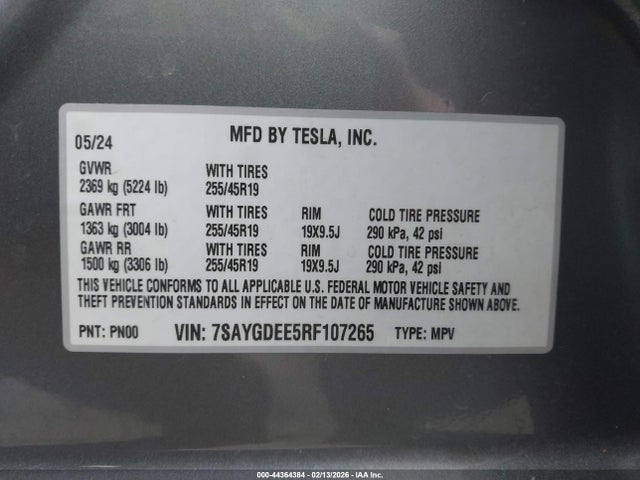 05/24 MFD BY TESLA, INC.
GVWR WITH TIRES
2369 kg (5224 lb) 255/45R19
GAWR FRT WITH TIRES RIM COLD TIRE PRESSURE
1363 kg (3004 lb) 255/45R19 19X9.5J 290 kPa, 42 psi
GAWR RR WITH TIRES RIM COLD TIRE PRESSURE
1500 kg (3306 lb) 255/45R19 19X9.5J 290 kPa, 42 psi
THIS VEHICLE CONFORMS TO ALL APPLICABLE U.S. FEDERAL MOTOR VEHICLE SAFETY AND
THEFT PREVENTION STANDARDS IN EFFECT ON THE DATE OF MANUFACTURE SHOWN ABOVE.
PNT: PN00 VIN: 7SAYGDEE5RF107265 TYPE: MPV
000-44364384 - 02/13/2026 - IAA Inc.